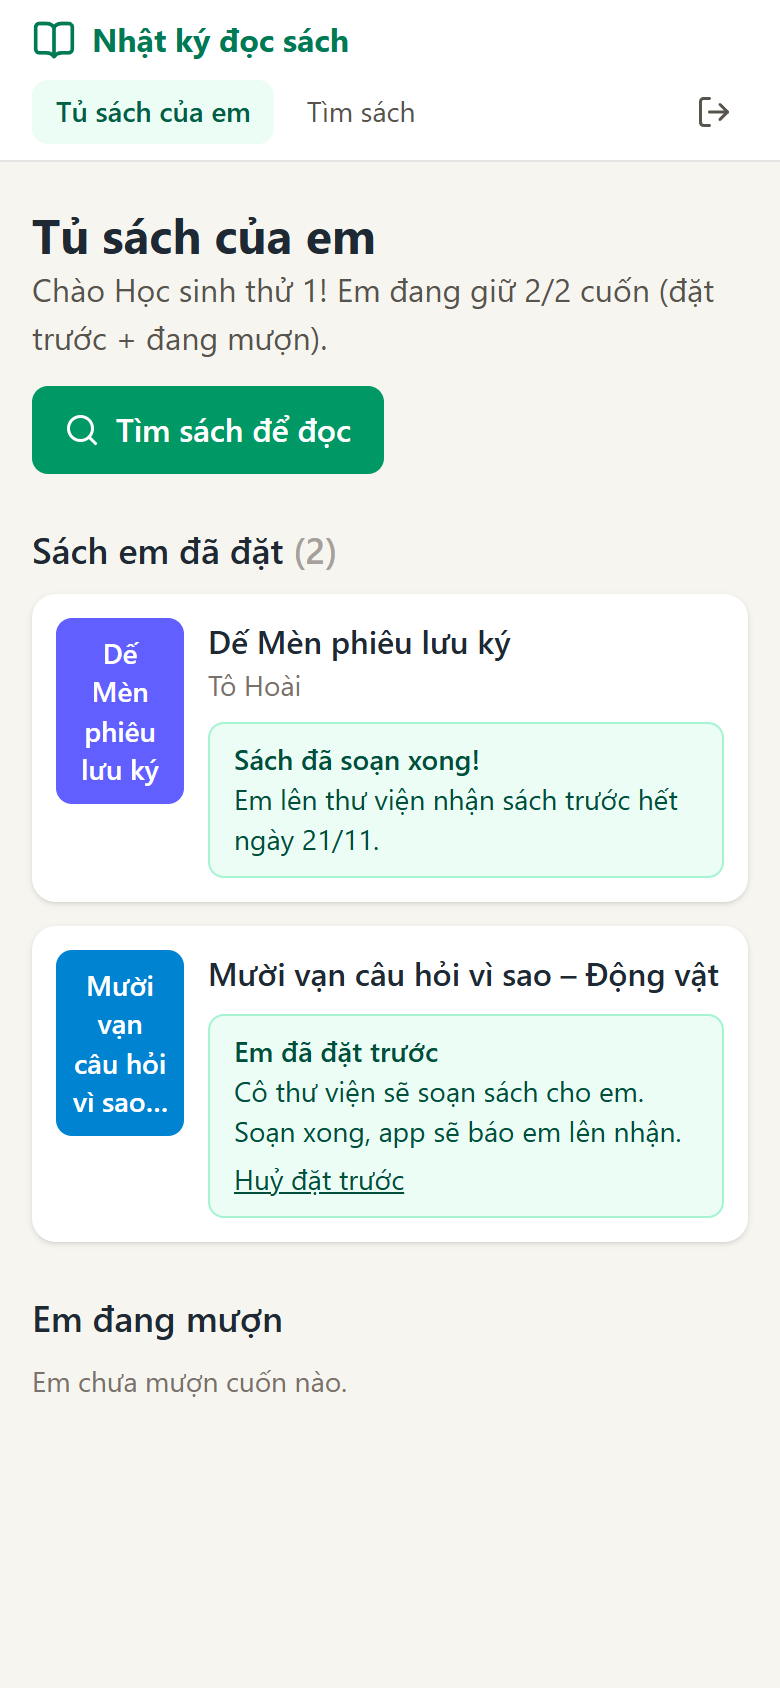 Nhật ký đọc sách
Tủ sách của em
Tìm sách
Tủ sách của em
Chào Học sinh thử 1! Em đang giữ 2/2 cuốn (đặt
trước + đang mượn).
Tìm sách để đọc
Sách em đã đặt (2)
Dế
Mèn
phiêu
lưu ký
Dế Mèn phiêu lưu ký
Tô Hoài
Sách đã soạn xong!
Em lên thư viện nhận sách trước hết
ngày 21/11.
Mười
vạn
câu hỏi
vì sao...
Mười vạn câu hỏi vì sao – Động vật
Em đã đặt trước
Cô thư viện sẽ soạn sách cho em.
Soạn xong, app sẽ báo em lên nhận.
Huỷ đặt trước
Em đang mượn
Em chưa mượn cuốn nào.